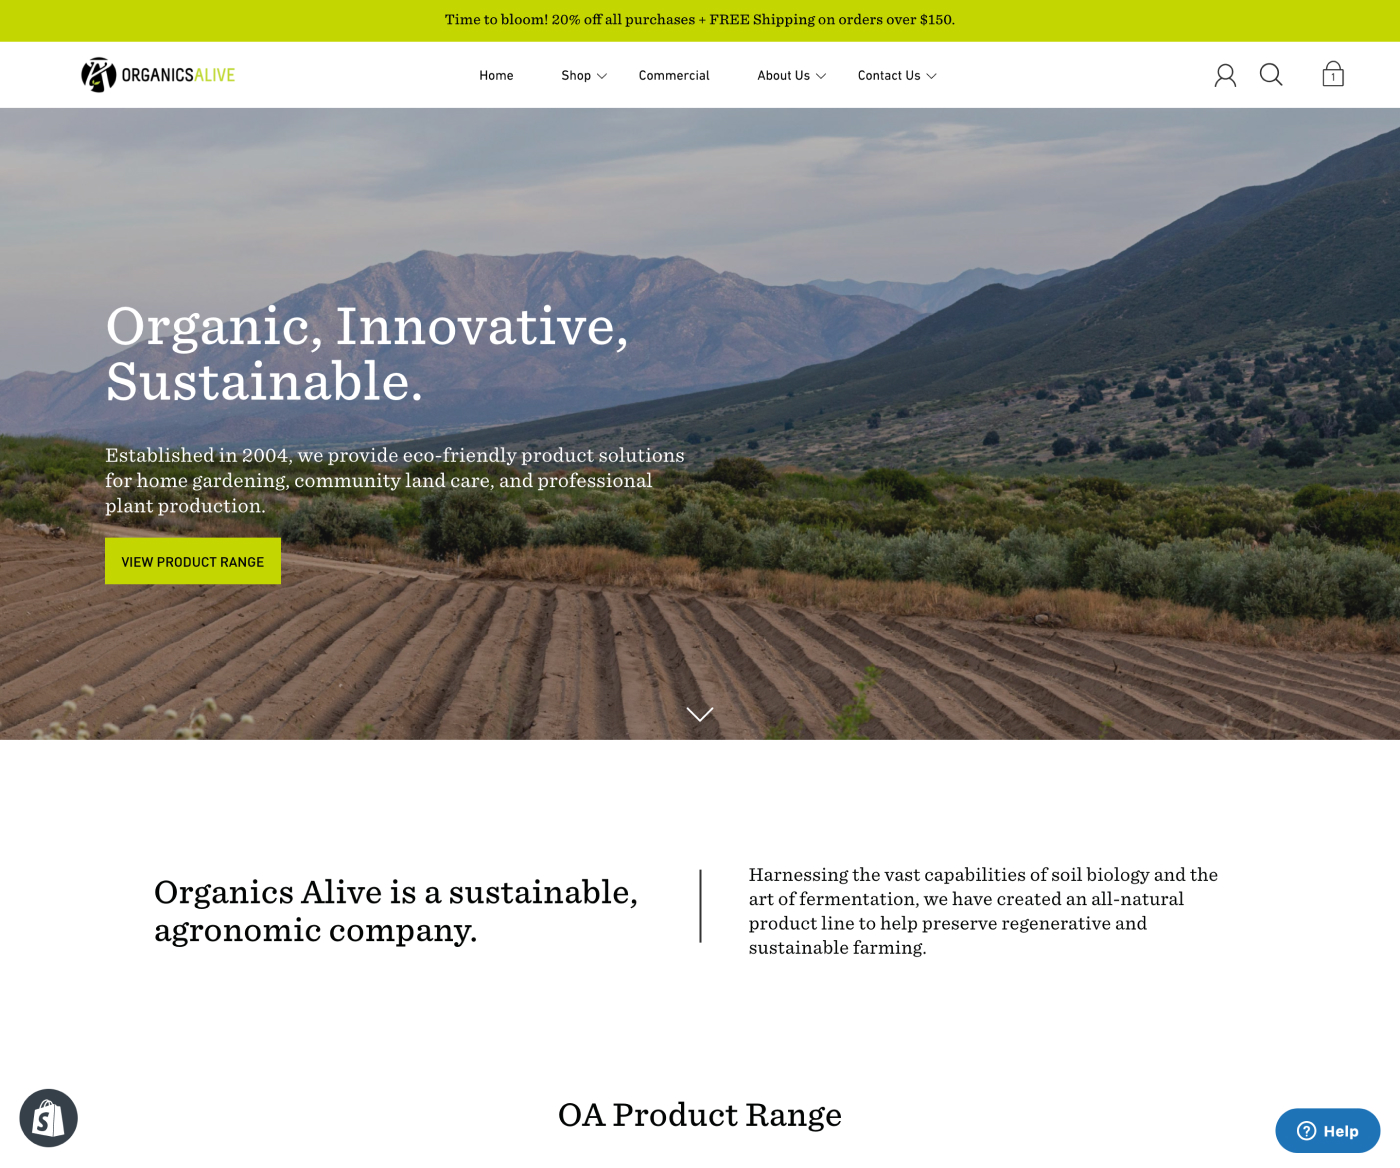 Time to bloom! 20% off all purchases + FREE Shipping on orders over $150.
ORGANICSALIVE
Home
Shop
Commercial
About Us
Contact Us
1
Organic, Innovative,
Sustainable.
Established in 2004, we provide eco-friendly product solutions
for home gardening, community land care, and professional
plant production.
VIEW PRODUCT RANGE
Organics Alive is a sustainable,
agronomic company.
Harnessing the vast capabilities of soil biology and the
art of fermentation, we have created an all-natural
product line to help preserve regenerative and
sustainable farming.
OA Product Range
S
? Help